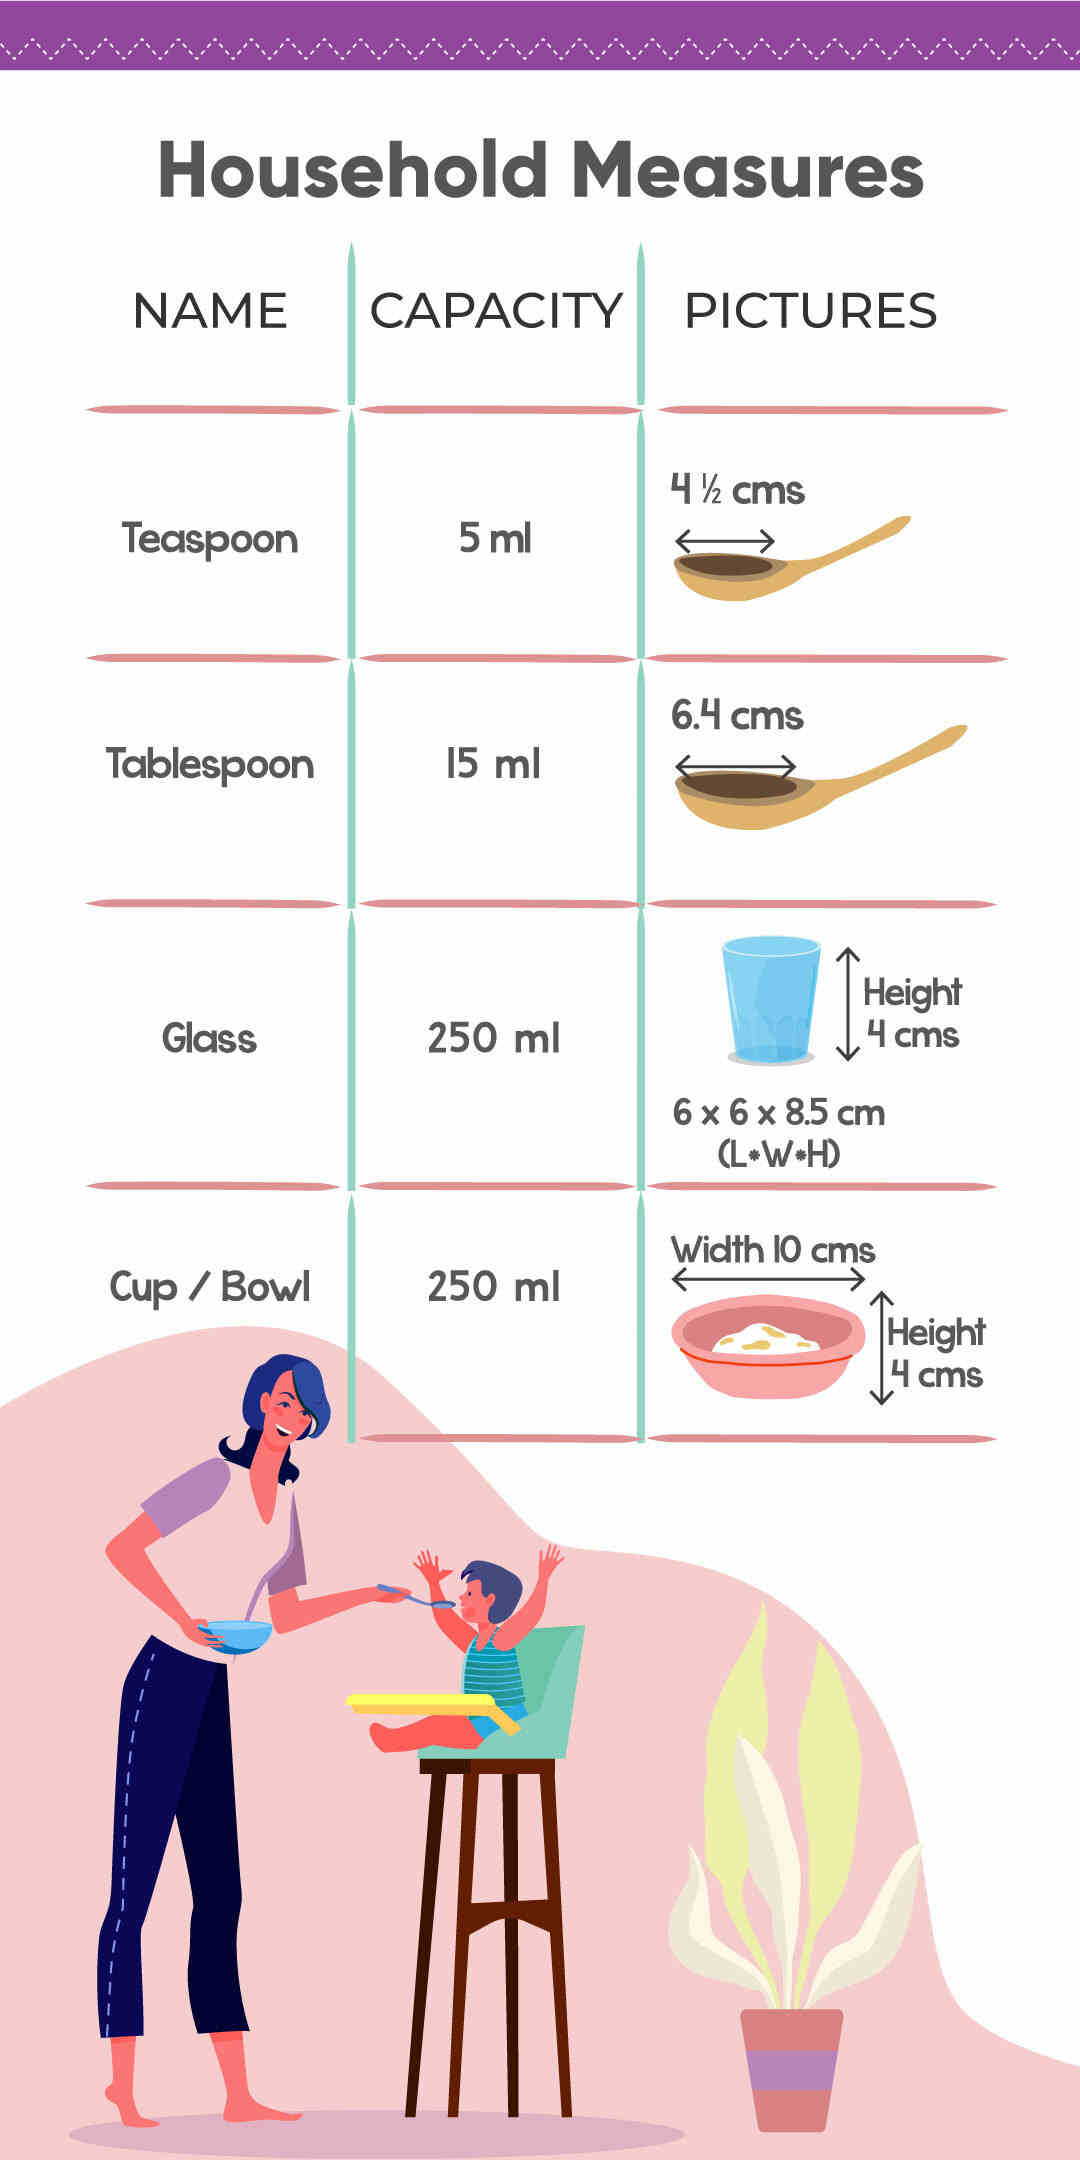 Household Measures
NAME CAPACITY PICTURES
4 ½ cms
Teaspoon 5 ml
6.4 cms
Tablespoon 15 ml
Height
4 cms
Glass 250 ml
6 x 6 x 8.5 cm
(L*W*H)
Width 10 cms
Cup / Bowl 250 ml
Height
4 cms